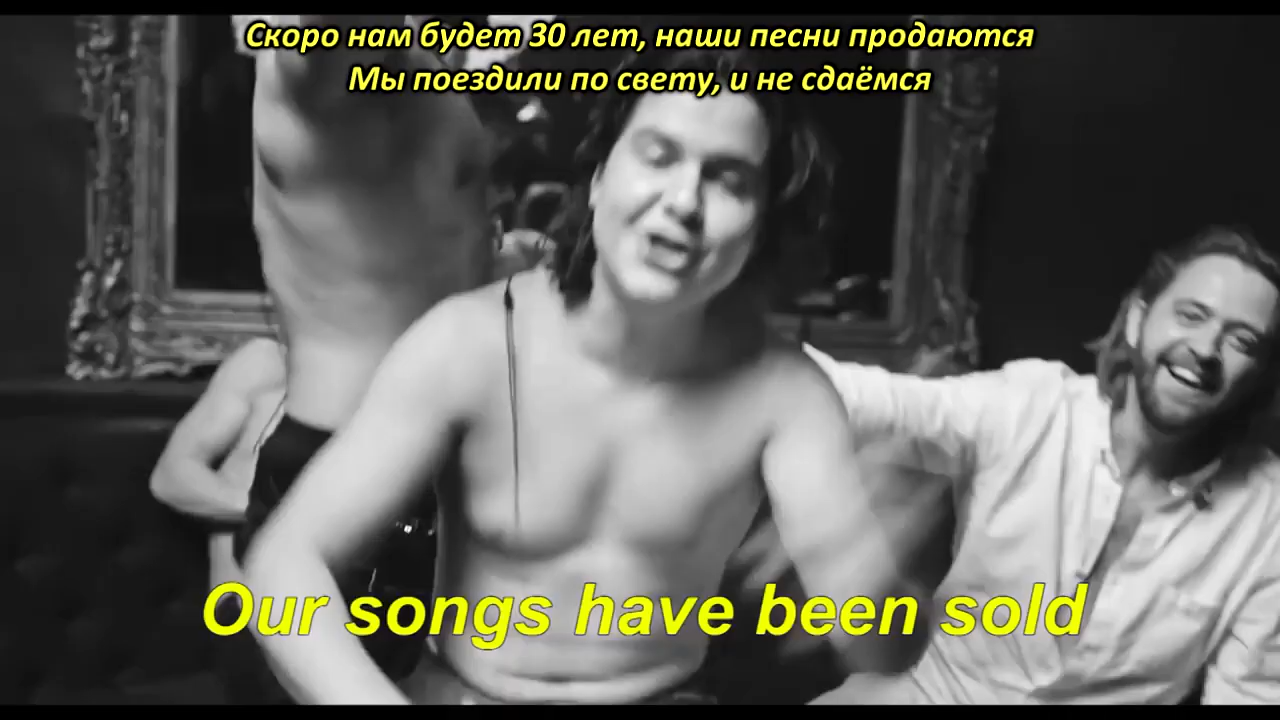 Скоро нам будет 30 лет, наши песни продаются
Мы поездили по свету, и не сдаёмся
Our songs have been sold